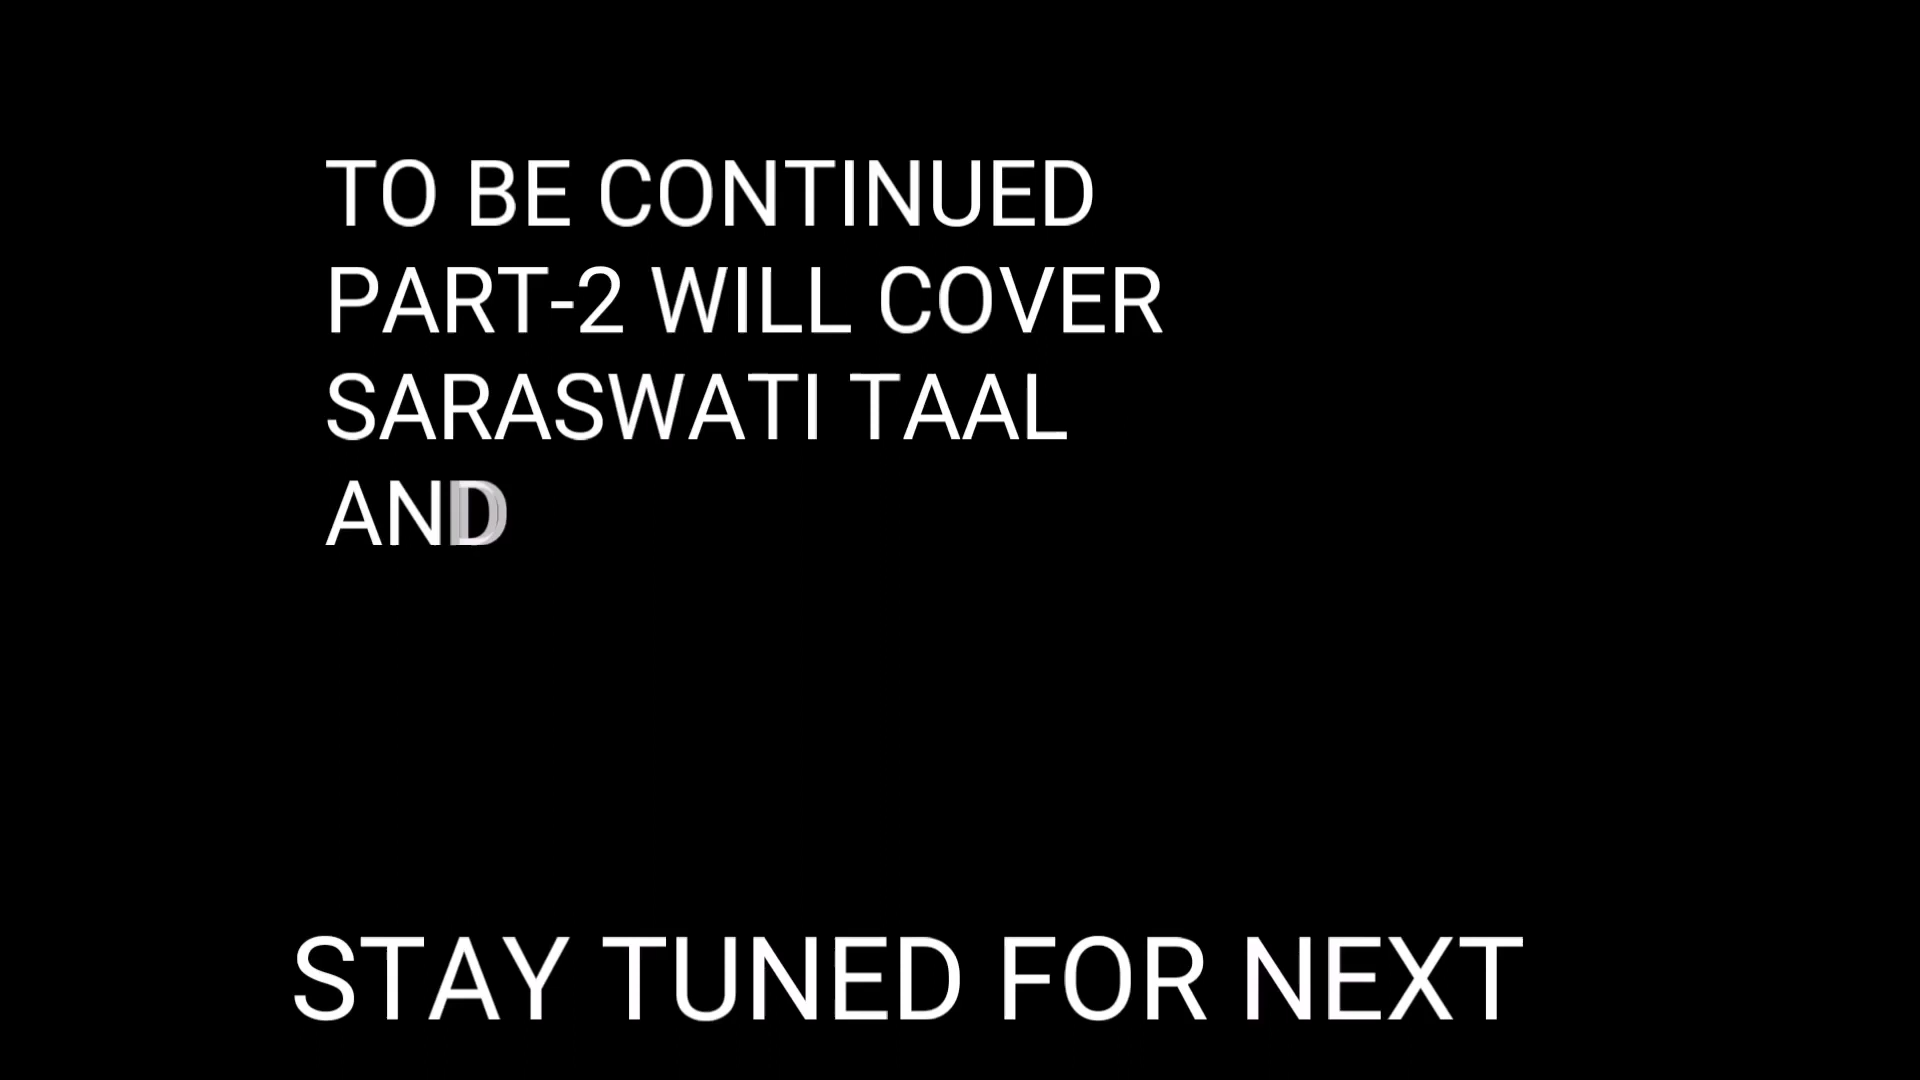 TO BE CONTINUED
PART-2 WILL COVER
SARASWATI TAAL
AND
STAY TUNED FOR NEXT